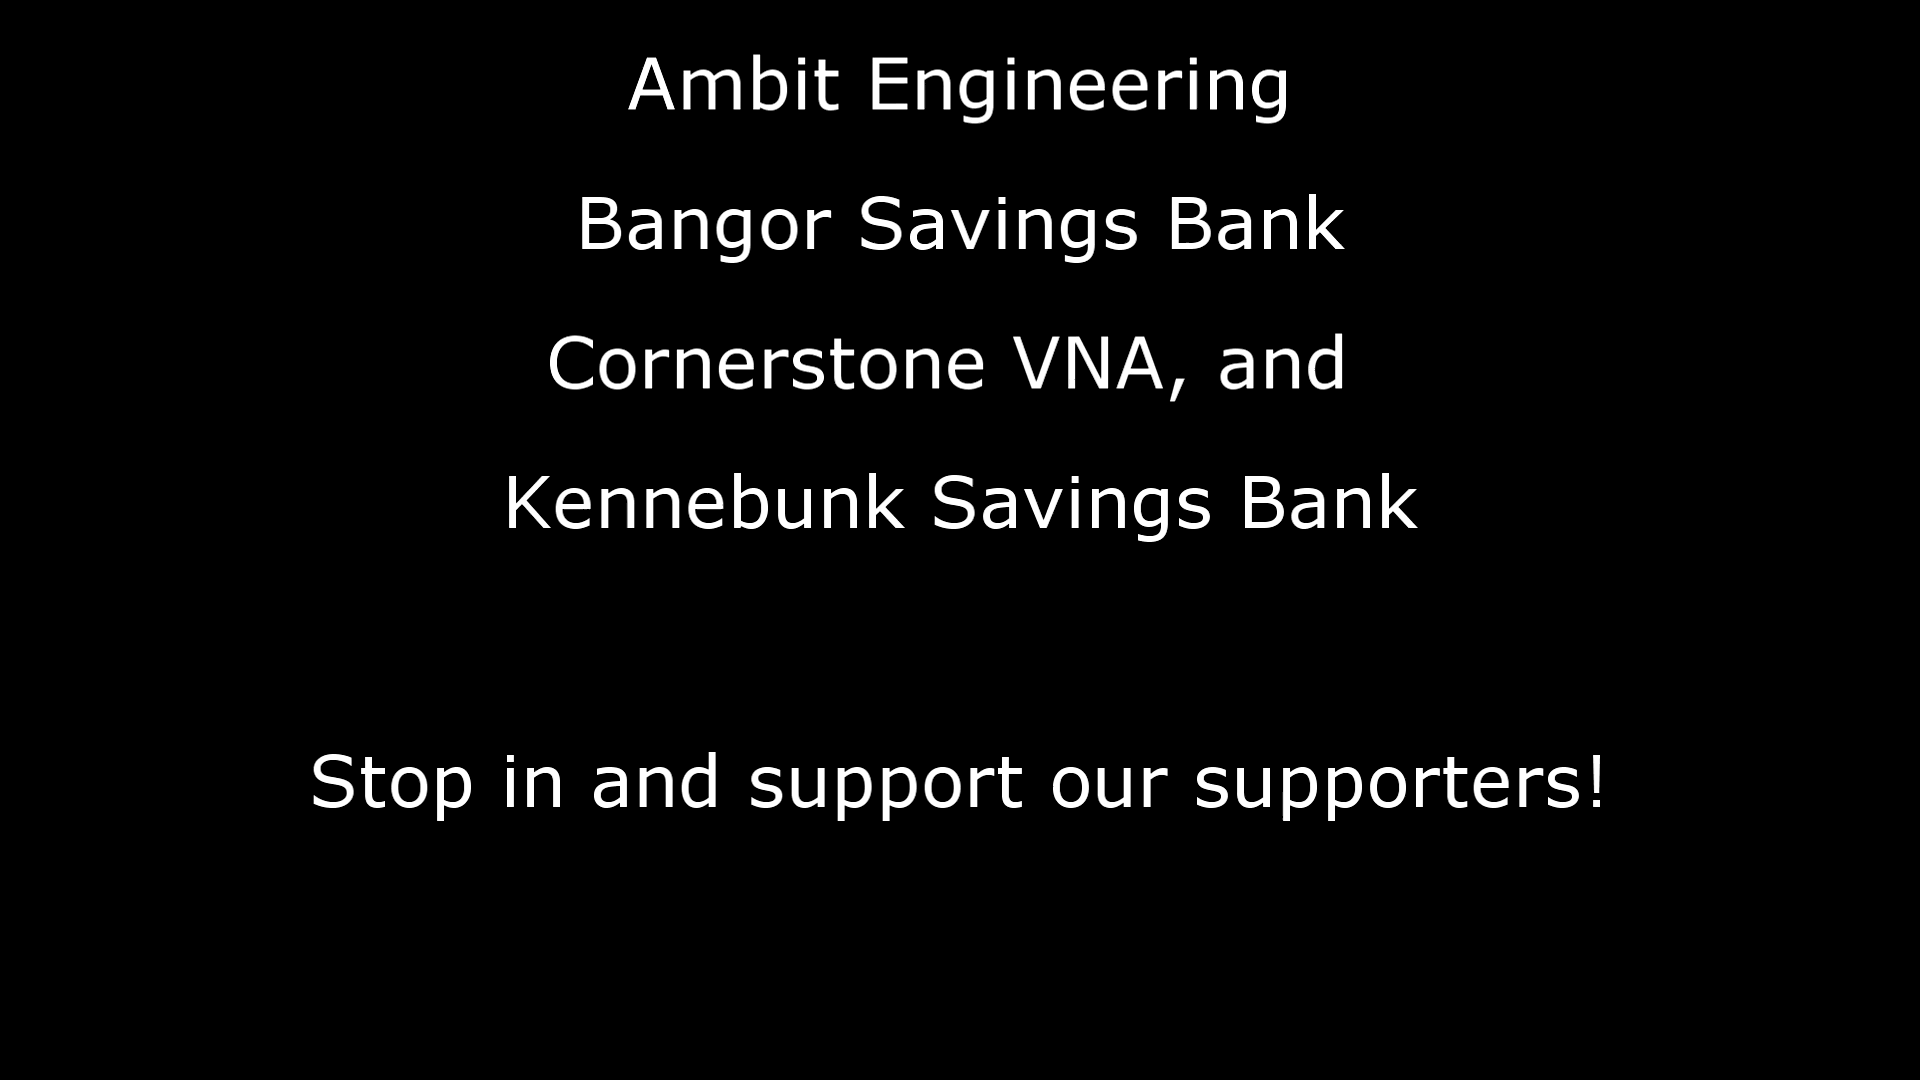 Ambit Engineering
Bangor Savings Bank
Cornerstone VNA, and
Kennebunk Savings Bank
Stop in and support our supporters!